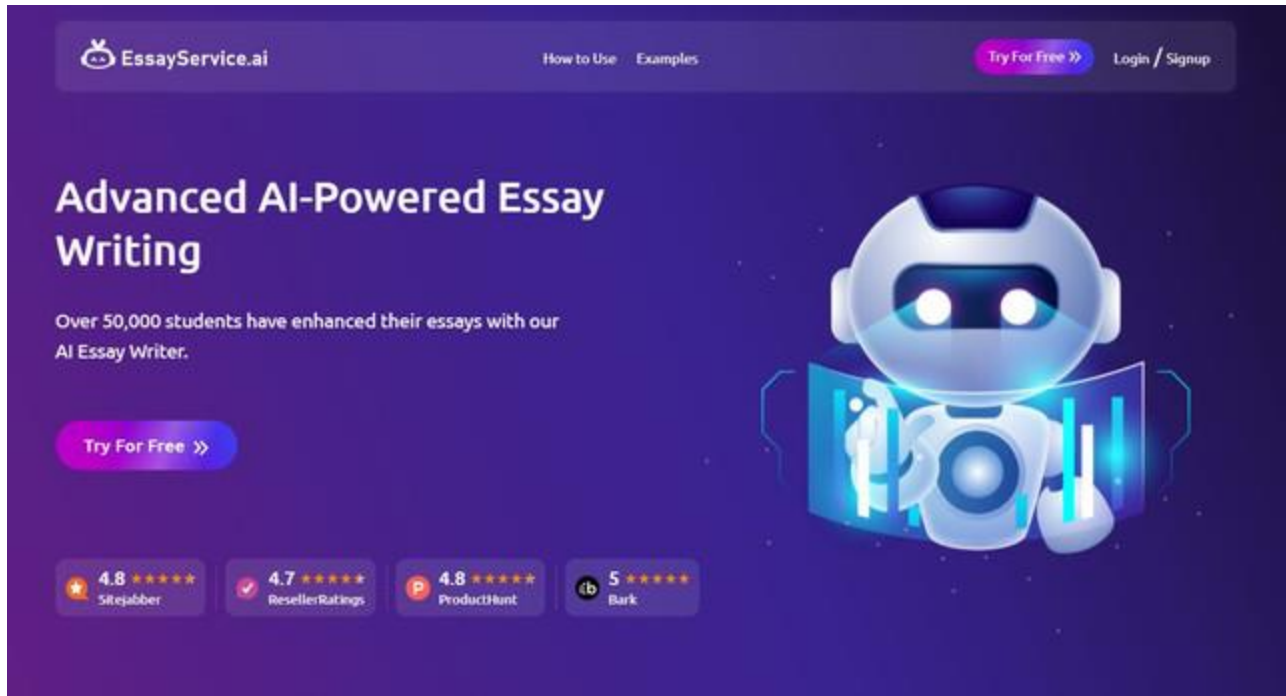 EssayService.ai
How to Use Examples
Try For Free »
Login / Signup
Advanced AI-Powered Essay
Writing
Over 50,000 students have enhanced their essays with our
AI Essay Writer.
Try For Free »
4.8 ★★★★★
Sitejabber
4.7 ★★★★★
ResellerRatings
P
4.8 ★★★★★
ProductHunt
b
5 ★★★★★
Bark